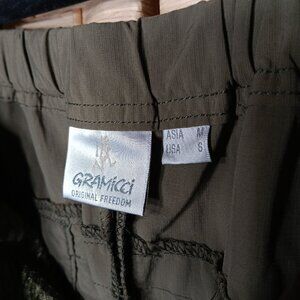 GRAMiCCi
ORIGINAL FREEDOM
ASIA M
USA S